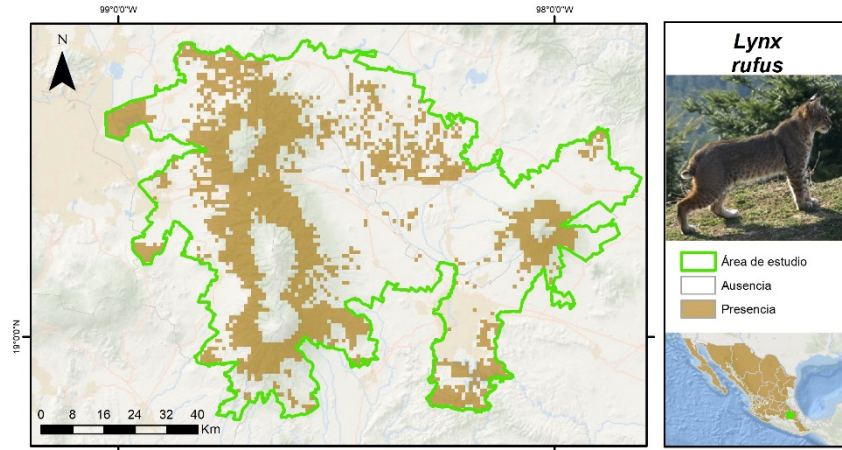 99°0'0"W
98°0'0"W
N
19°0'0"N
0 8 16 24 32 40
Km
Lynx
rufus
Área de estudio
Ausencia
Presencia